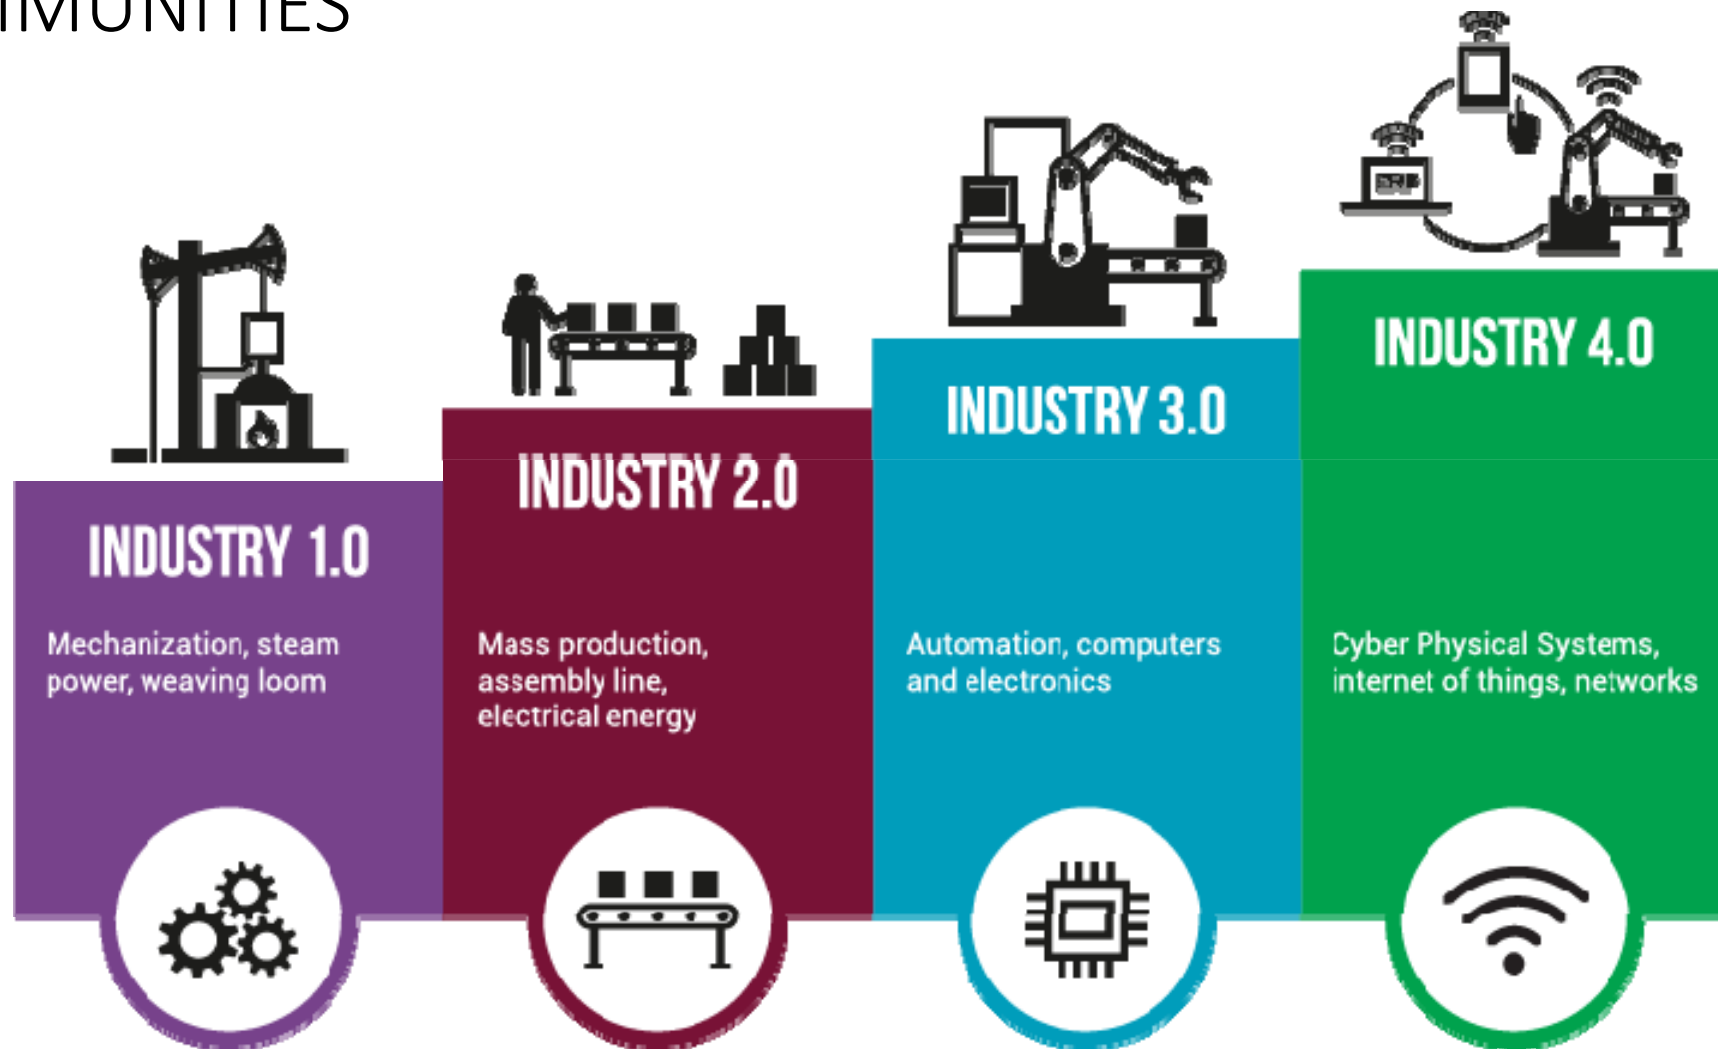 MUNITIES
INDUSTRY 4.0
INDUSTRY 3.0
INDUSTRY 2.0
INDUSTRY 1.0
Mechanization, steam
power, weaving loom
Mass production,
assembly line,
electrical energy
Automation, computers
and electronics
Cyber Physical Systems,
internet of things, networks